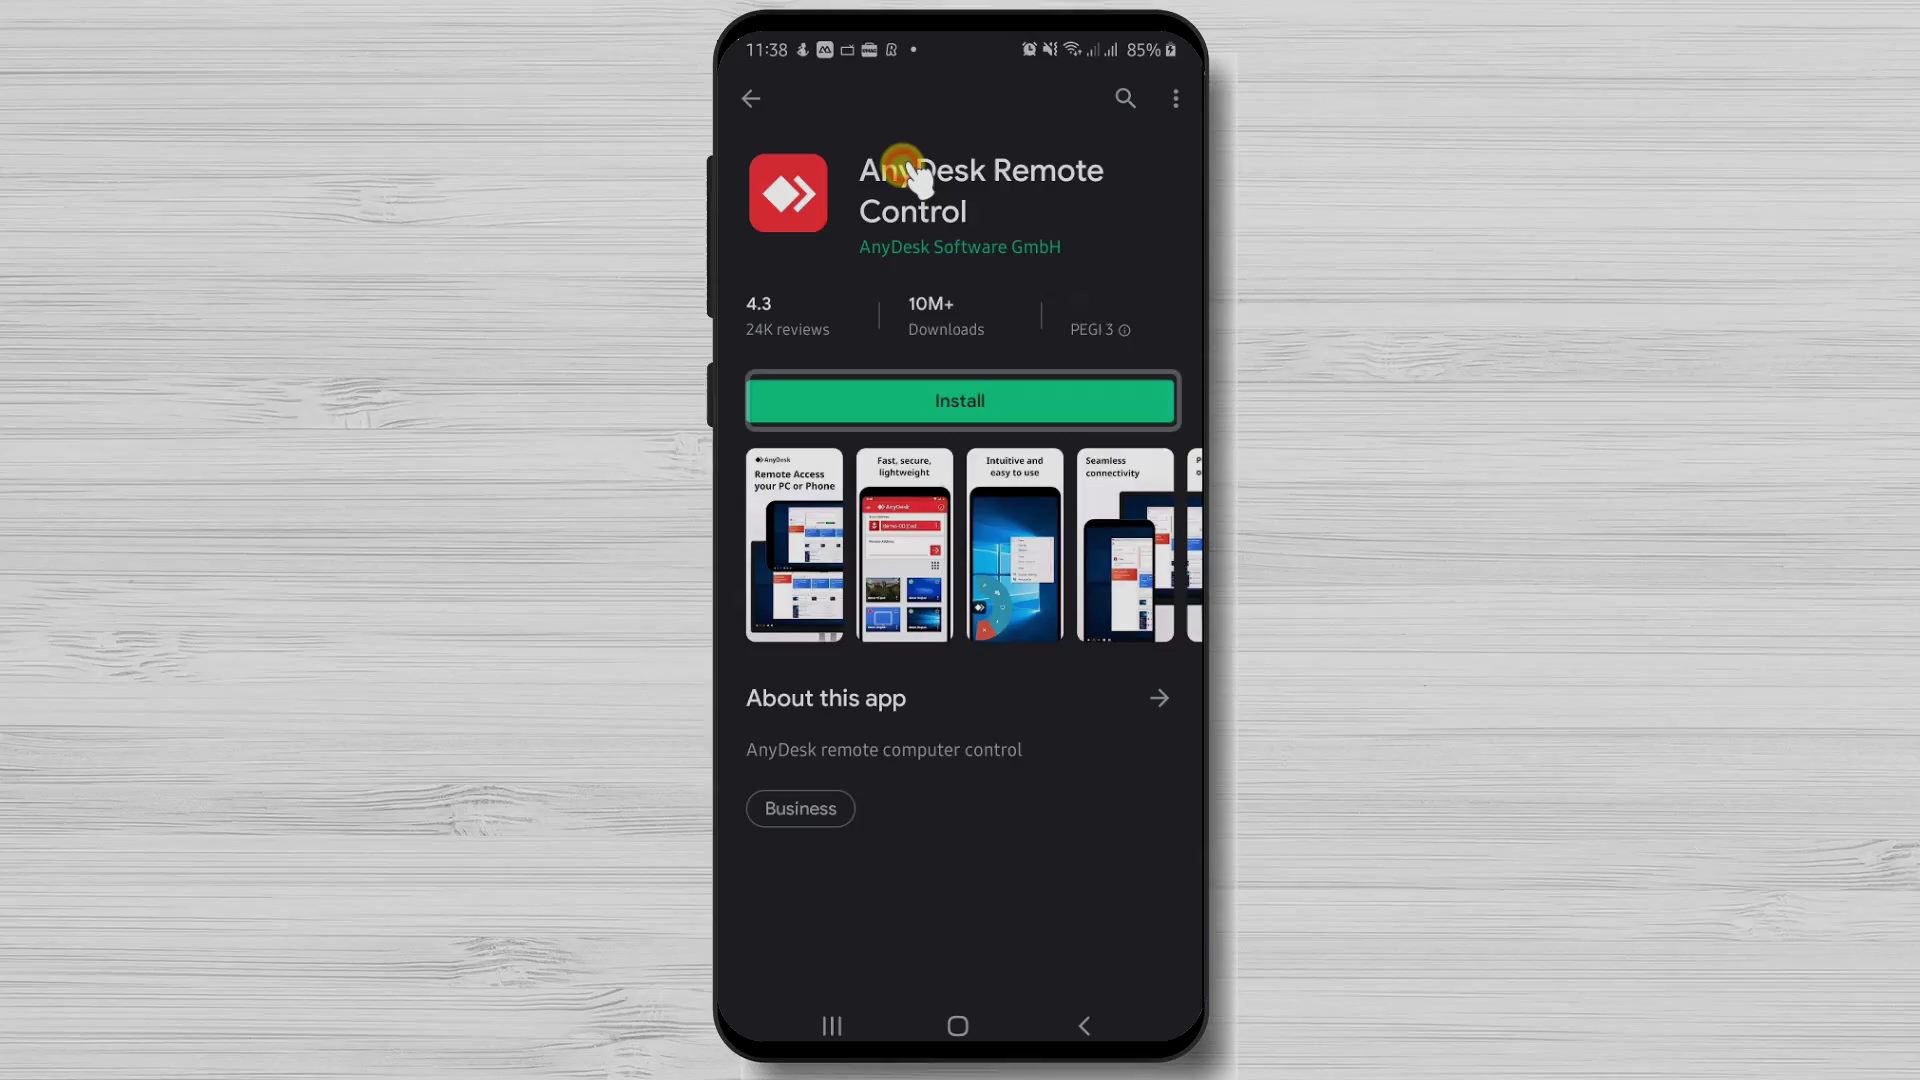 11:38
85%
AnyDesk Remote
Control
AnyDesk Software GmbH
4.3
24K reviews
10M+
Downloads
PEGI 3
Install
AnyDesk
Remote Access
your PC or Phone
Fast, secure,
lightweight
AnyDesk
Intuitive and
easy to use
Seamless
connectivity
About this app
AnyDesk remote computer control
Business